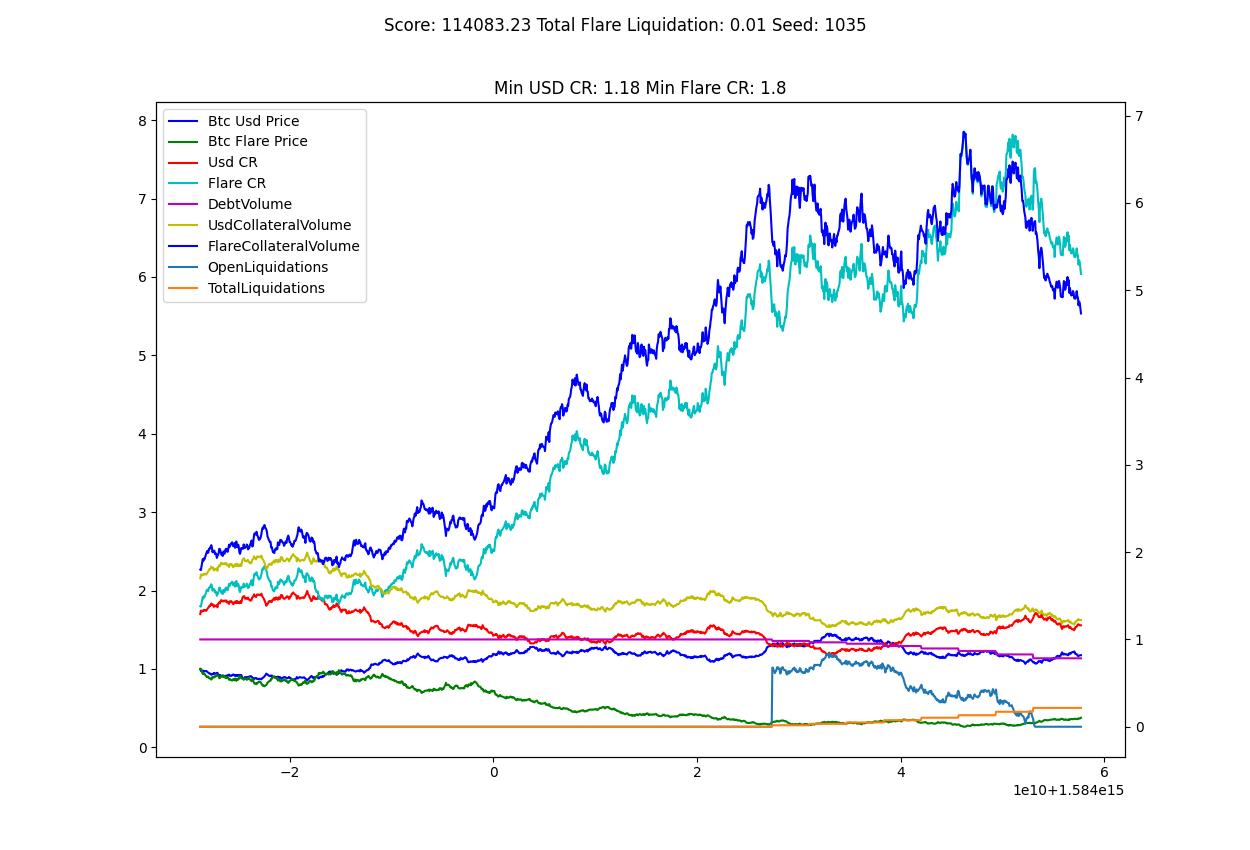 Score: 114083.23 Total Flare Liquidation: 0.01 Seed: 1035
Min USD CR: 1.18 Min Flare CR: 1.8
Btc Usd Price
Btc Flare Price
Usd CR
Flare CR
DebtVolume
UsdCollateralVolume
FlareCollateralVolume
OpenLiquidations
TotalLiquidations
8
7
6
5
4
3
2
1
0
7
6
5
4
3
2
1
0
−2
0
2
4
6
1e10+1.584e15